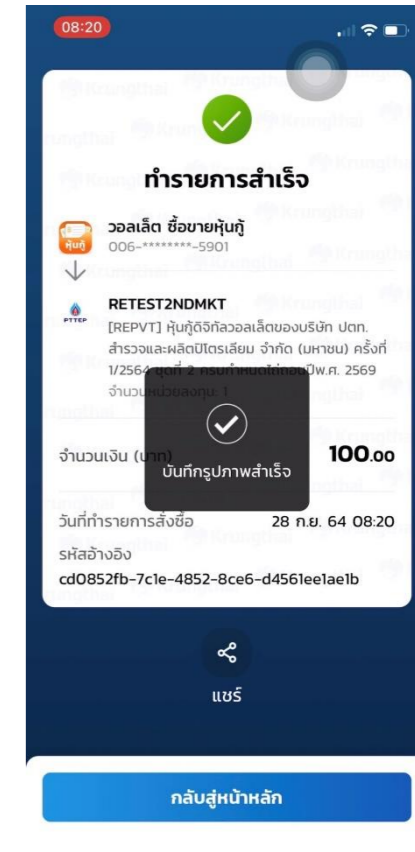 08:20
ทำรายการสำเร็จ
หุ้นกู้
วอลเล็ต ซื้อขายหุ้นกู้
006-********-5901
PTTEP
RETEST2NDMKT
[REPVT] หุ้นกู้ดิจิทัลวอลเล็ตของบริษัท ปตท.
สำรวจและผลิตปิโตรเลียม จำกัด (มหาชน) ครั้งที่
1/2564 ชุดที่ 2 ครบกำหนดไถ่ถอนปีพ.ศ. 2569
จำนวนหน่วยลงทุน: 1
จำนวนเงิน (บาท) 100.00
บันทึกรูปภาพสำเร็จ
วันที่ทำรายการสั่งซื้อ 28 ก.ย. 64 08:20
รหัสอ้างอิง
cd0852fb-7c1e-4852-8ce6-d4561ee1ae1b
แชร์
กลับสู่หน้าหลัก